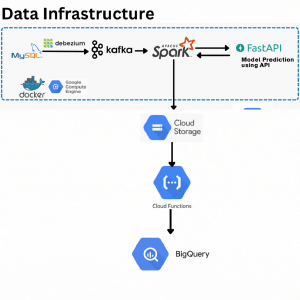 Data Infrastructure
debezium
MySQL
kafka
APACHE
Spark
FastAPI
Model Prediction
using API
docker
Google
Compute
Engine
Cloud
Storage
Cloud Functions
BigQuery